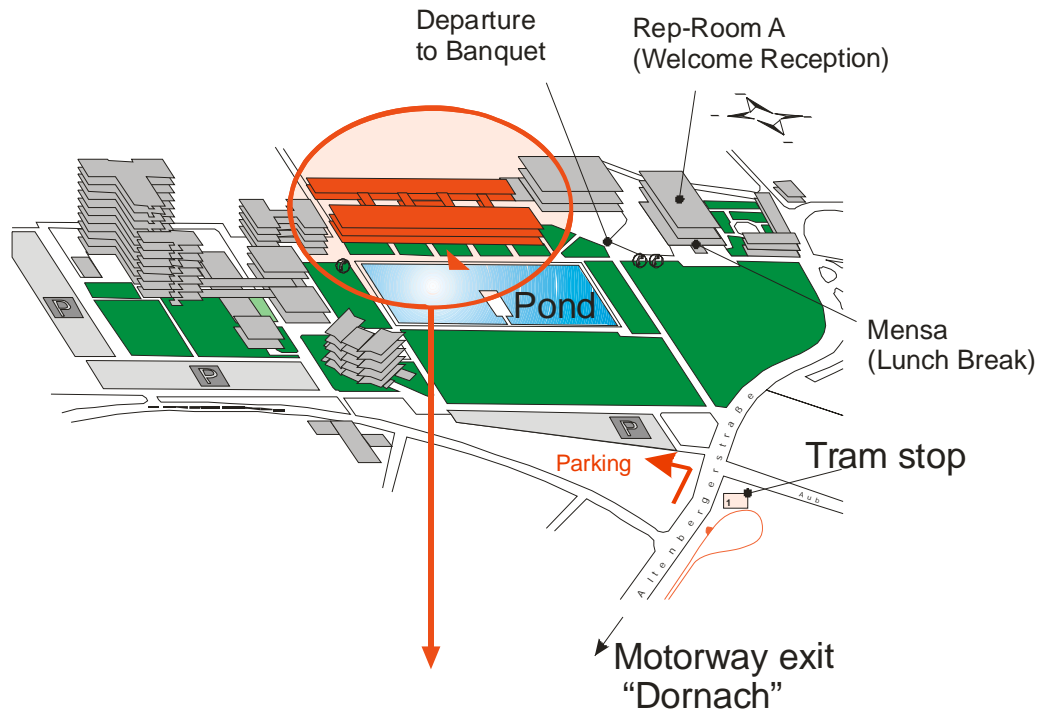 Departure
to Banquet
Rep-Room A
(Welcome Reception)
Pond
P
P
P
Mensa
(Lunch Break)
Parking
Tram stop
Altenbergerstraße
Aub
1
Motorway exit
“Dornach”